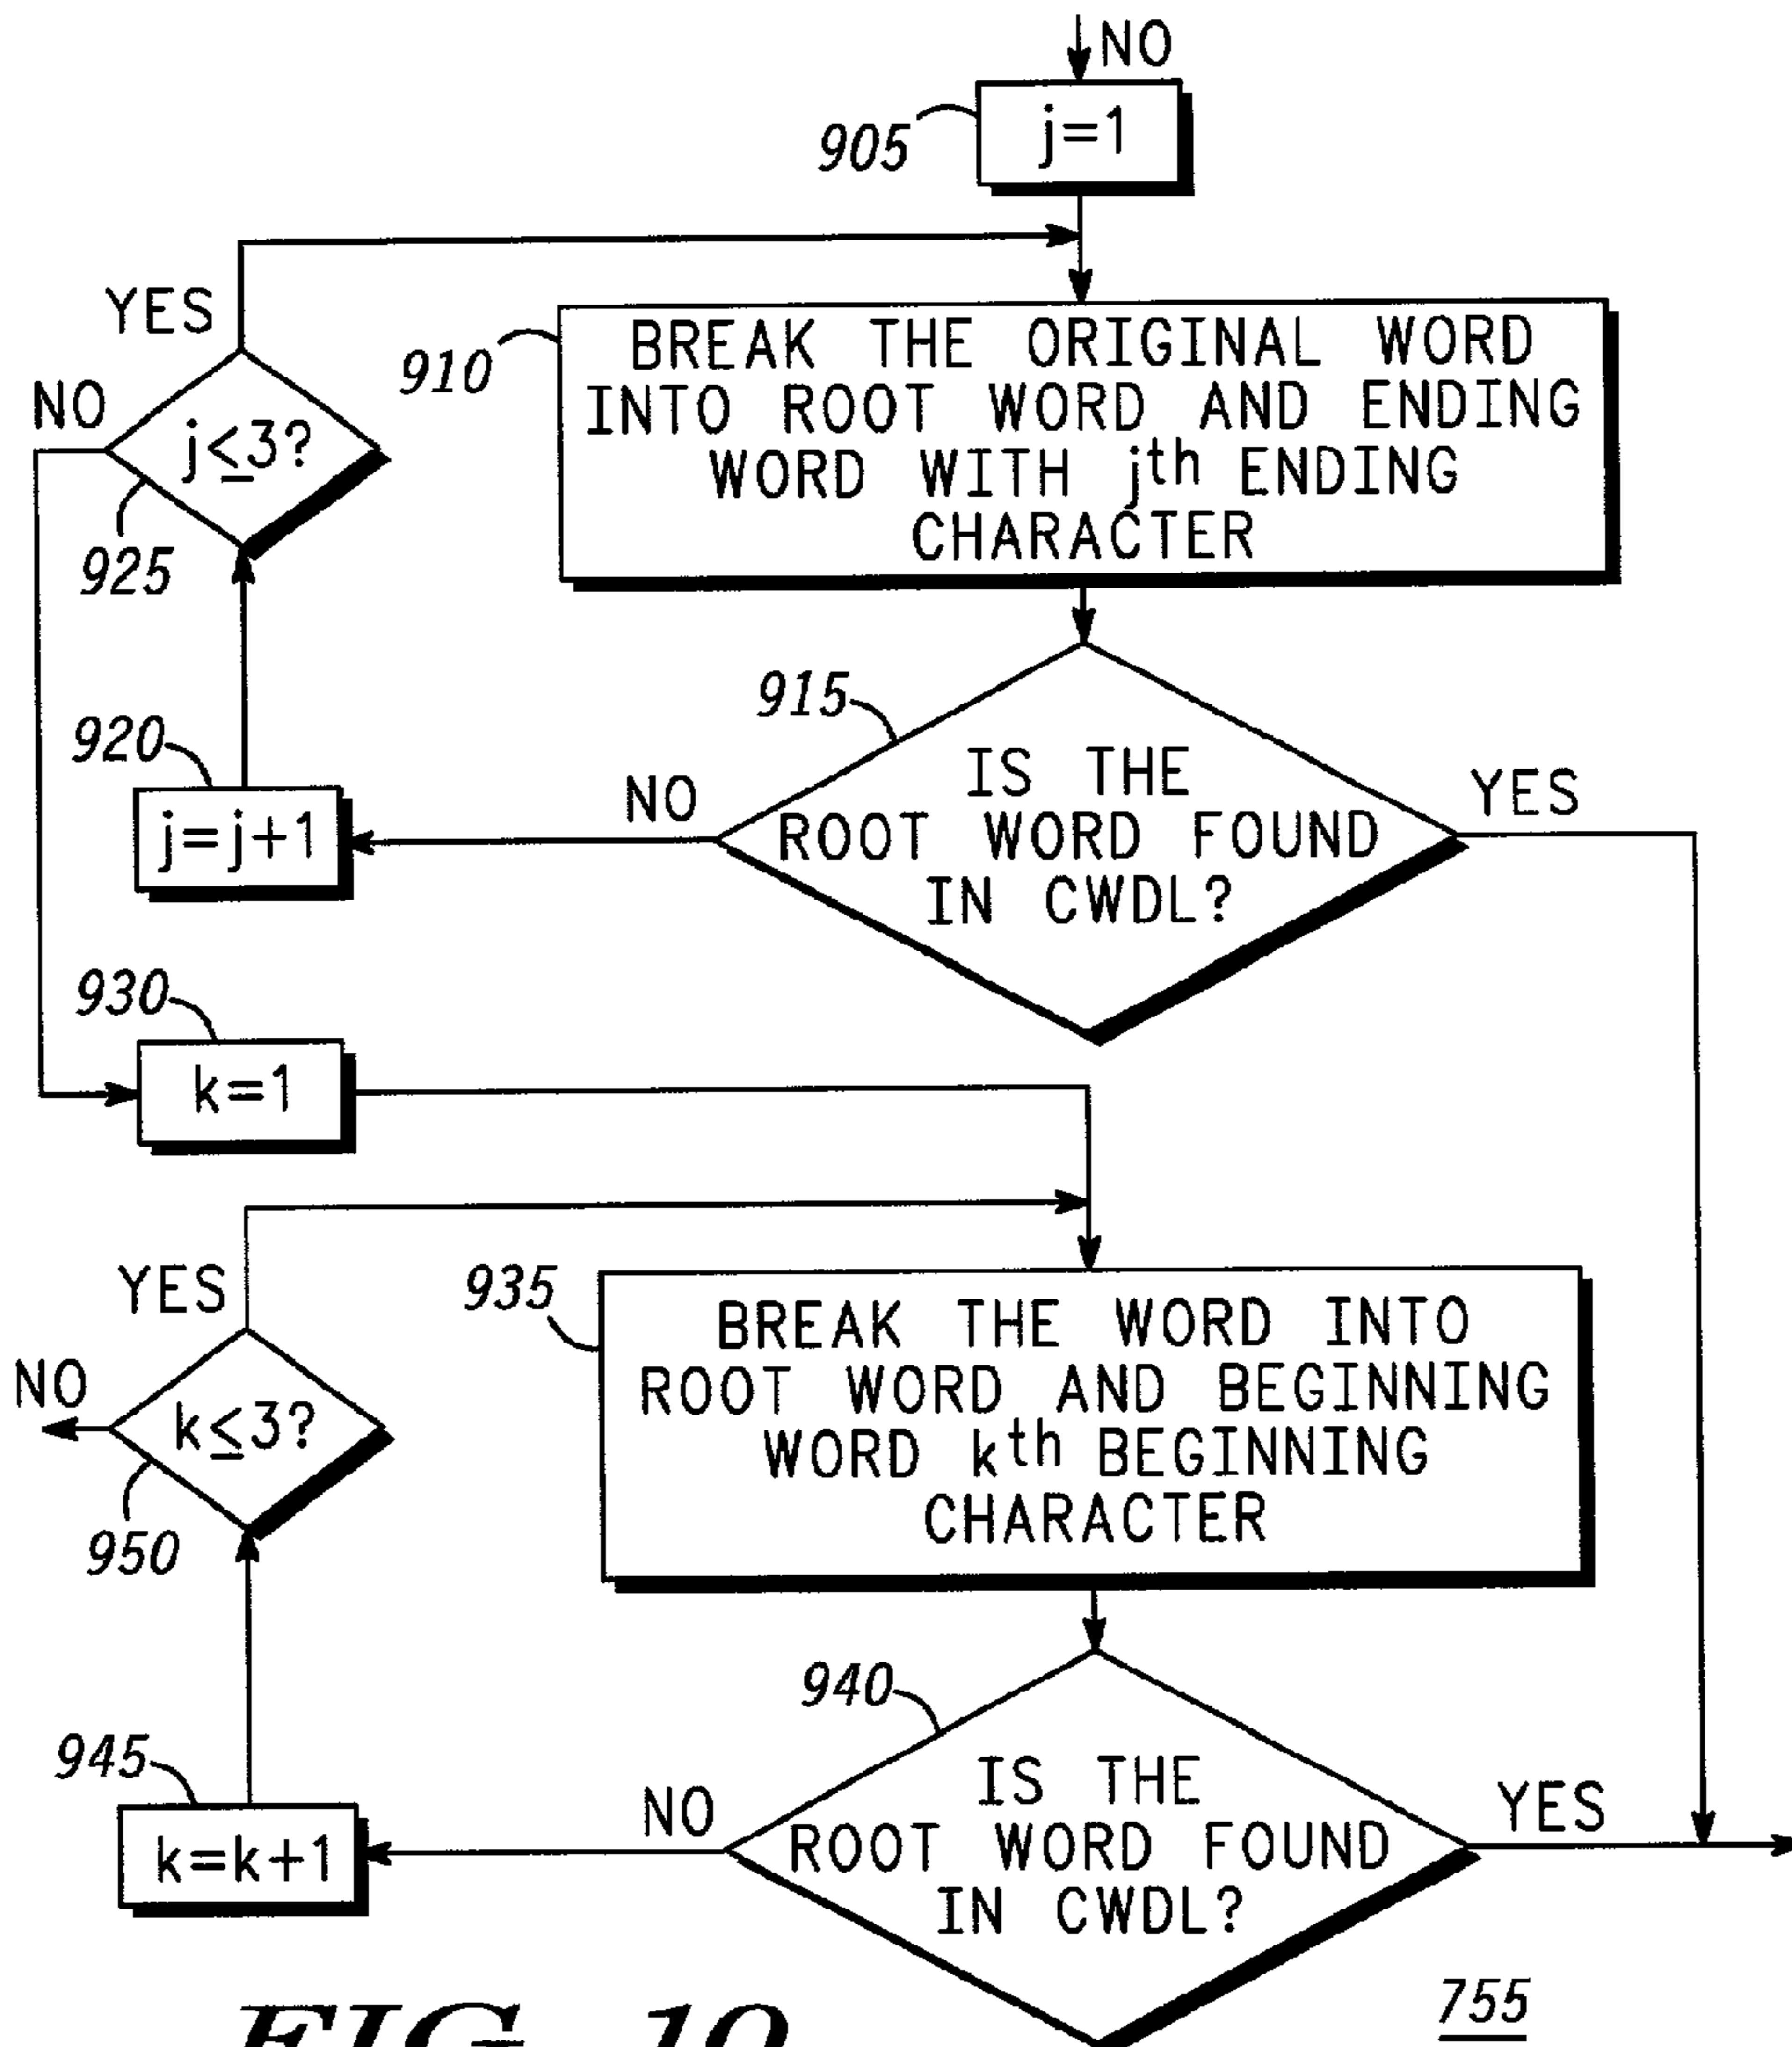 NO
905
j=1
YES
910
BREAK THE ORIGINAL WORD
INTO ROOT WORD AND ENDING
WORD WITH jth ENDING
CHARACTER
NO
j≤3?
925
915
920
IS THE
ROOT WORD FOUND
IN CWDL?
NO
YES
j=j+1
930
k=1
YES
935
BREAK THE WORD INTO
ROOT WORD AND BEGINNING
WORD kth BEGINNING
CHARACTER
NO
k≤3?
950
940
945
IS THE
ROOT WORD FOUND
IN CWDL?
NO
YES
k=k+1
755
FIG. 10